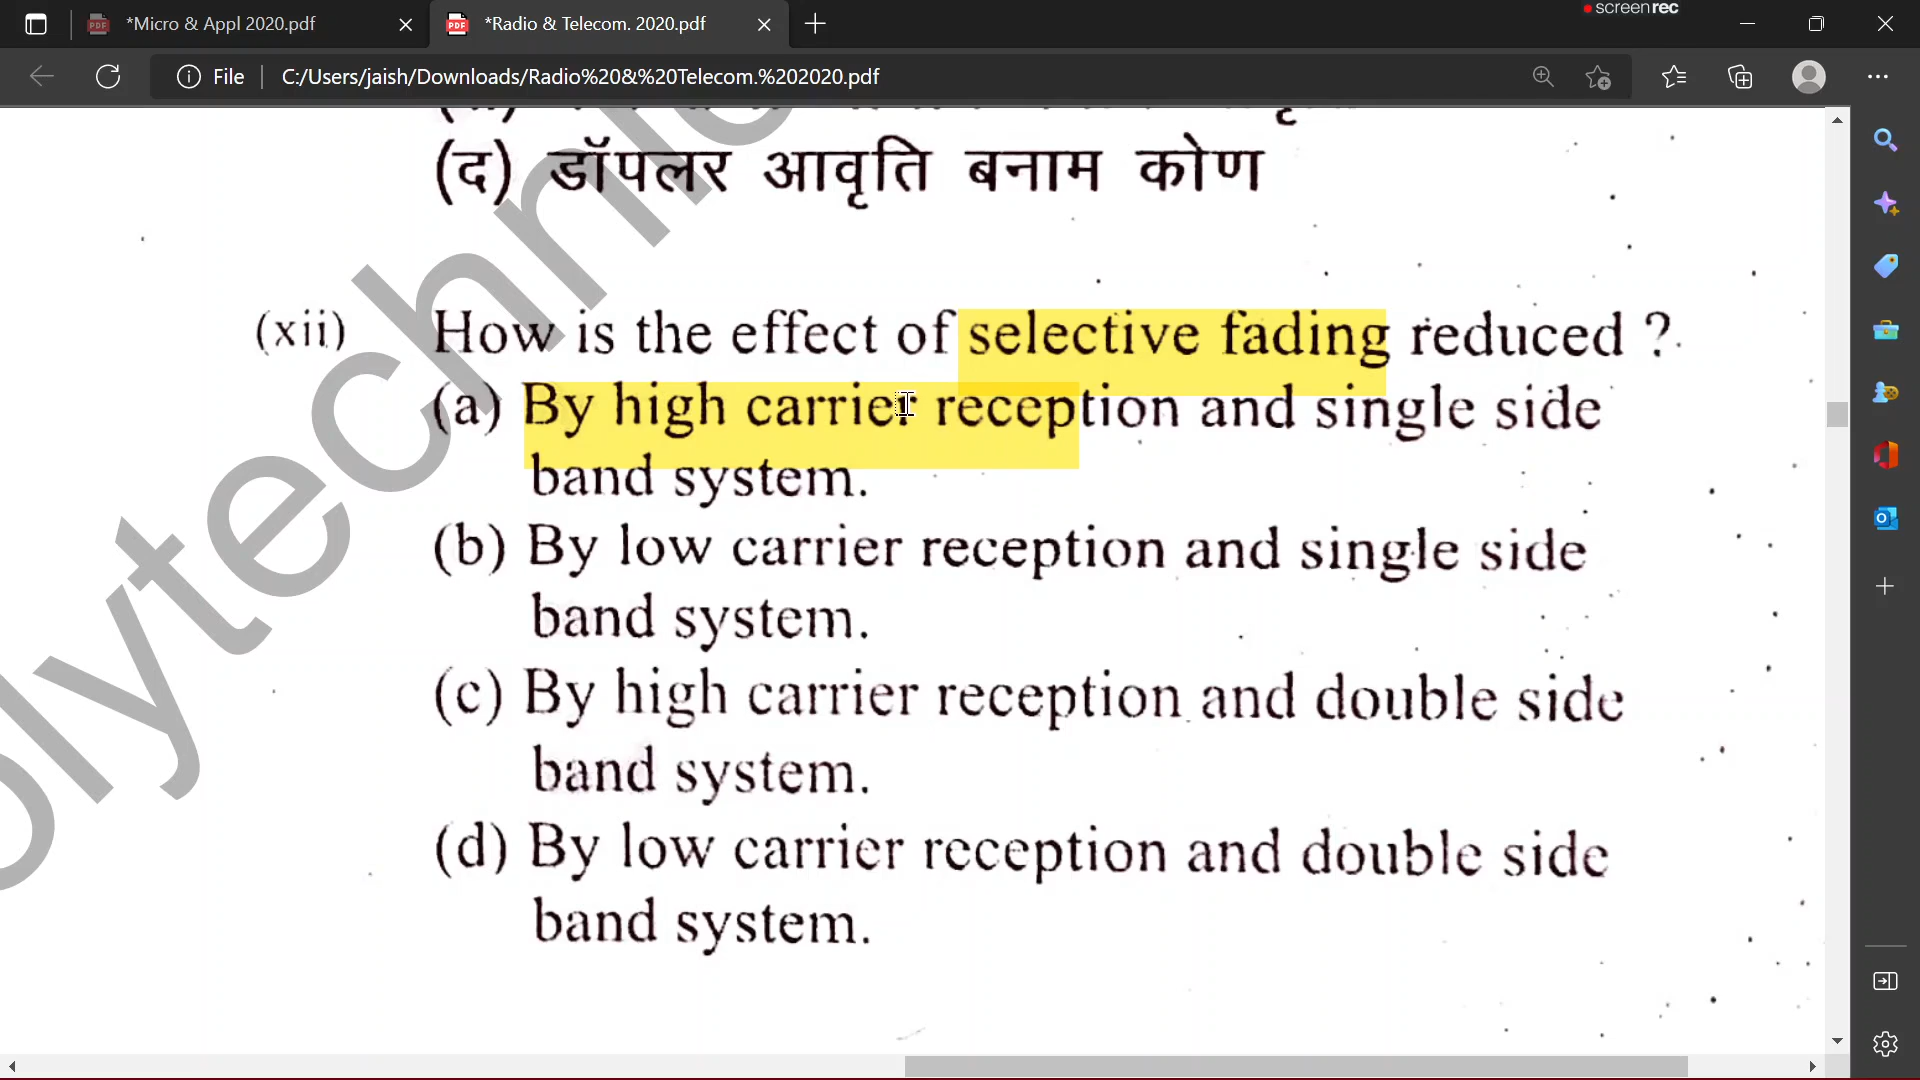 screenrec
*Micro & Appl 2020.pdf
*Radio & Telecom. 2020.pdf
File
C:/Users/jaish/Downloads/Radio%20&%20Telecom.%202020.pdf
(द) डॉपलर आवृति बनाम कोण
(xii) How is the effect of selective fading reduced ?
(a) By high carrier reception and single side
band system.
(b) By low carrier reception and single side
band system.
(c) By high carrier reception and double side
band system.
(d) By low carrier reception and double side
band system.